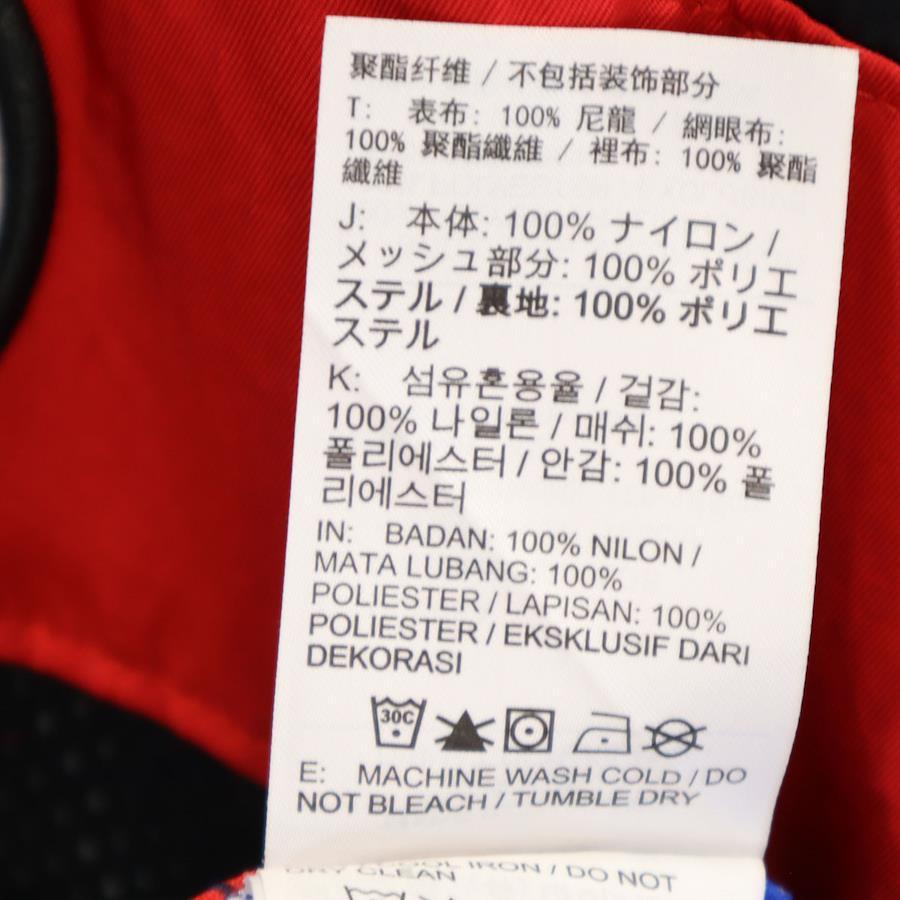 聚酯纤维 / 不包括装饰部分
T: 表布: 100% 尼龍 / 網眼布:
100% 聚酯纖維 / 裡布: 100% 聚酯
纖維
J: 本体: 100% ナイロン /
メッシュ部分: 100% ポリエ
ステル / 裏地: 100% ポリエ
ステル
K: 섬유혼용율 / 겉감:
100% 나일론 / 매쉬: 100%
폴리에스터 / 안감: 100% 폴
리에스터
IN: BADAN: 100% NILON /
MATA LUBANG: 100%
POLIESTER / LAPISAN: 100%
POLIESTER / EKSKLUSIF DARI
DEKORASI
30C
E: MACHINE WASH COLD / DO
NOT BLEACH / TUMBLE DRY
IRON / DO NOT
DRY CLEAN